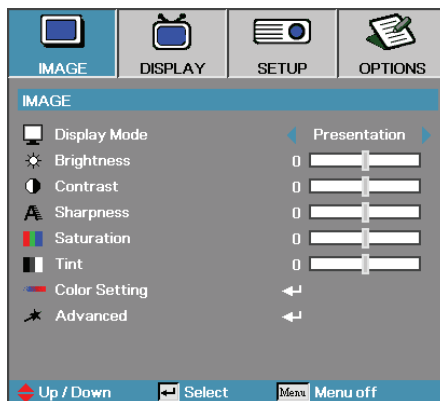 IMAGE DISPLAY SETUP OPTIONS
IMAGE
Display Mode Presentation
Brightness 0
Contrast 0
Sharpness 0
Saturation 0
Tint 0
Color Setting
Advanced
Up / Down Select Menu Menu off